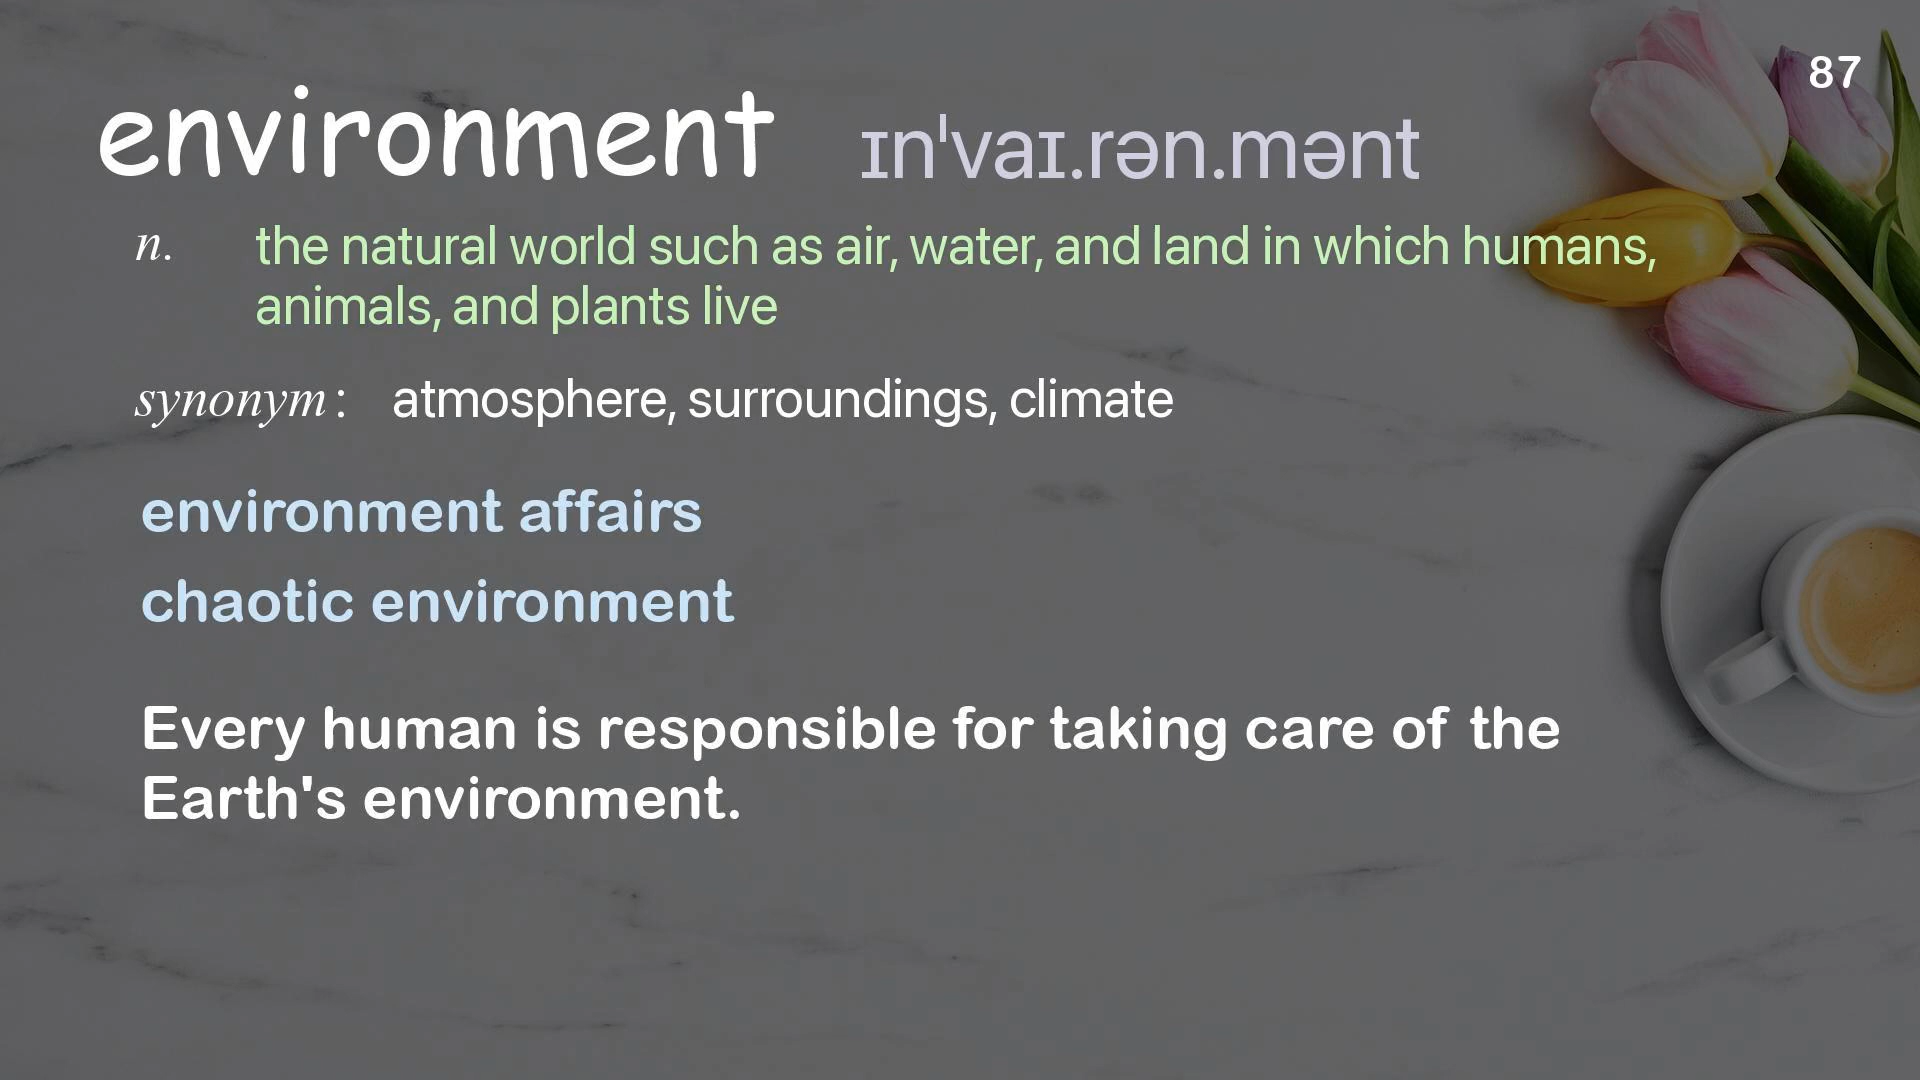 87
environment ɪnˈvaɪ.rən.mənt
n. the natural world such as air, water, and land in which humans,
animals, and plants live
synonym: atmosphere, surroundings, climate
environment affairs
chaotic environment
Every human is responsible for taking care of the
Earth's environment.